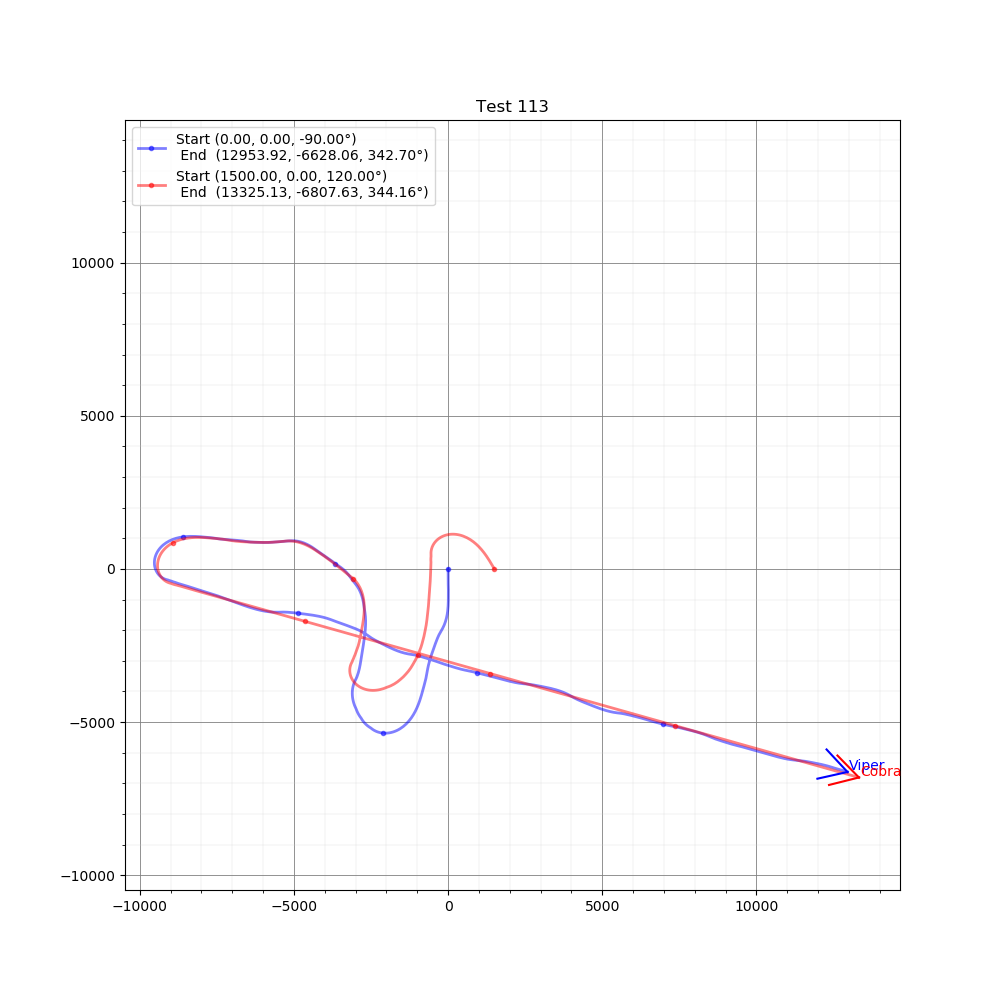 Test 113
Start (0.00, 0.00, -90.00°)
End (12953.92, -6628.06, 342.70°)
Start (1500.00, 0.00, 120.00°)
End (13325.13, -6807.63, 344.16°)
10000
5000
0
−5000
−10000
Viper
Cobra
−10000 −5000 0 5000 10000